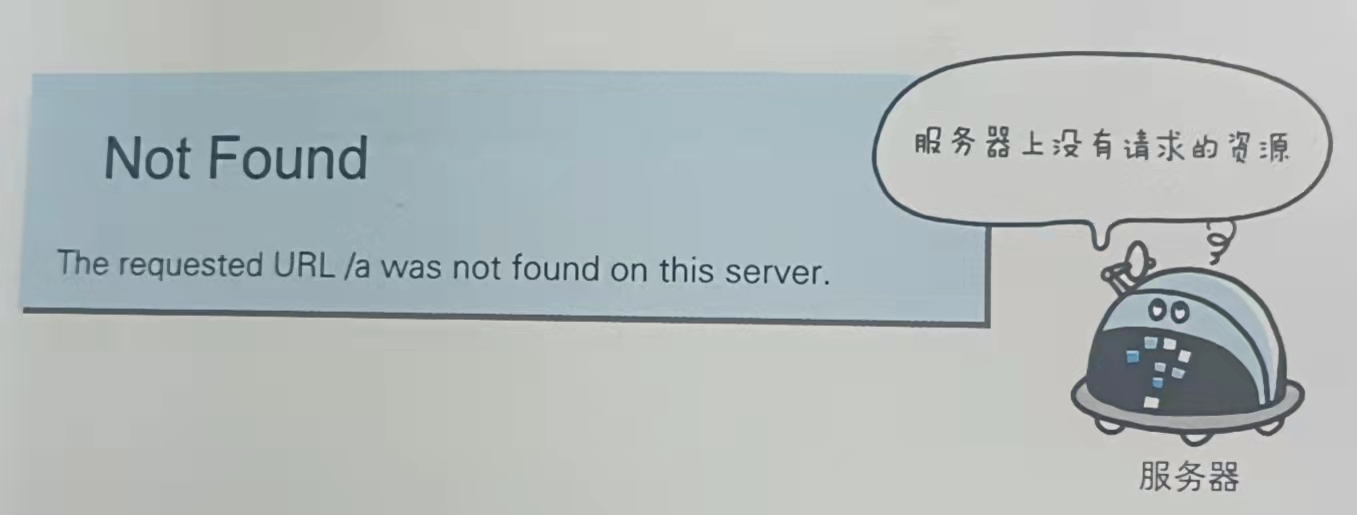 Not Found
服务器上没有请求的资源
The requested URL /a was not found on this server.
服务器